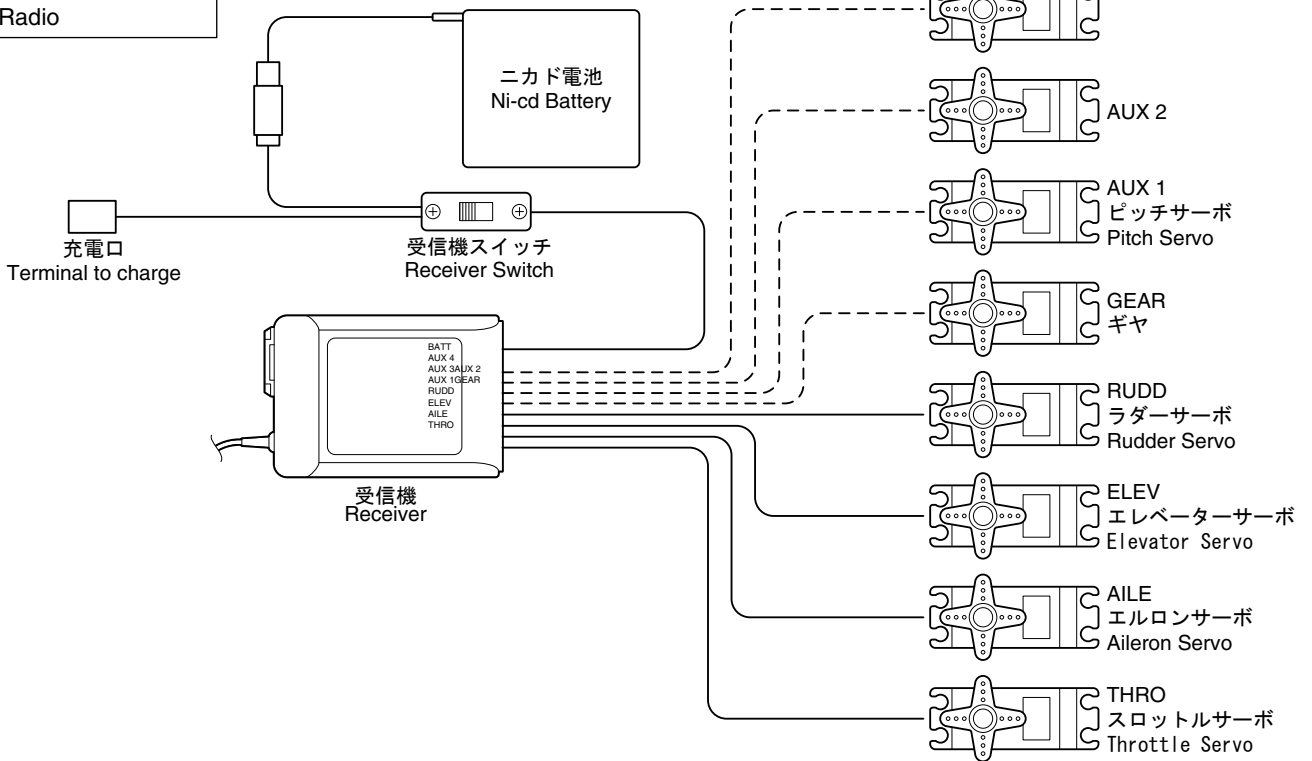 Radio
ニカド電池
Ni-cd Battery
充電口
Terminal to charge
受信機スイッチ
Receiver Switch
BATT
AUX 4
AUX 3AUX 2
AUX 1GEAR
RUDD
ELEV
AILE
THRO
受信機
Receiver
AUX 2
AUX 1
ピッチサーボ
Pitch Servo
GEAR
ギヤ
RUDD
ラダーサーボ
Rudder Servo
ELEV
エレベーターサーボ
Elevator Servo
AILE
エルロンサーボ
Aileron Servo
THRO
スロットルサーボ
Throttle Servo